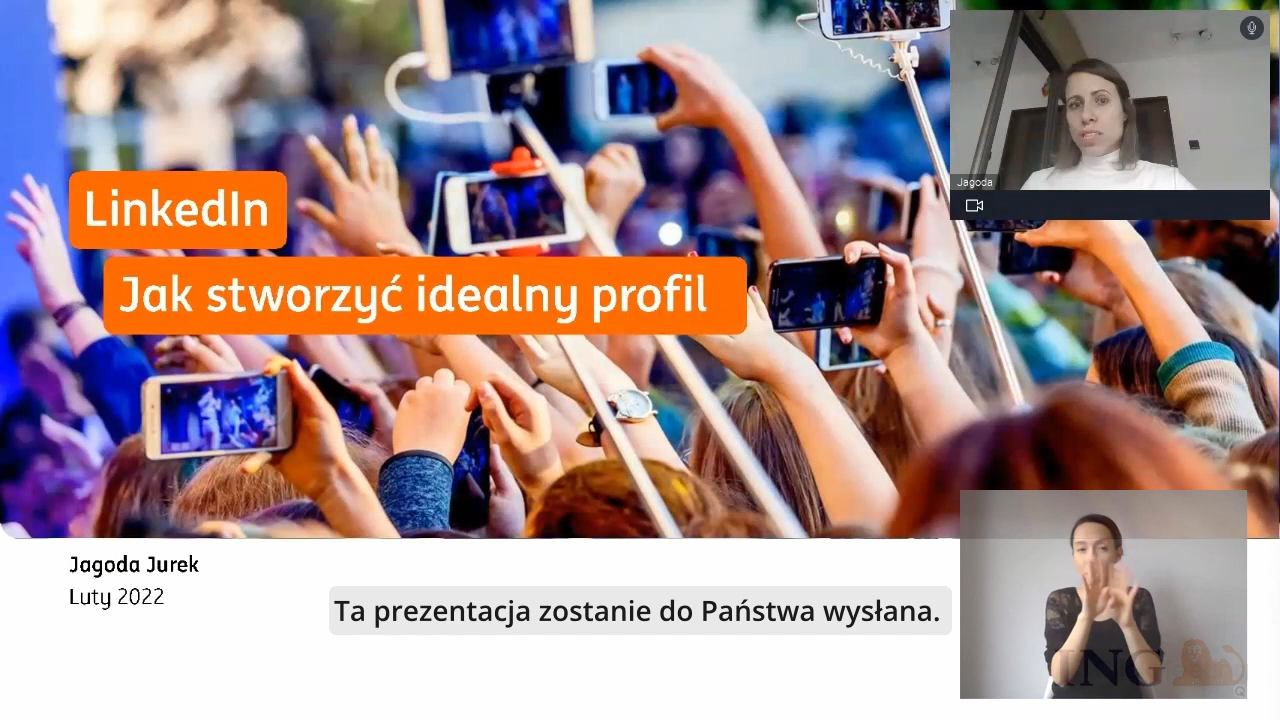 LinkedIn
Jak stworzyć idealny profil
Jagoda
Jagoda Jurek
Luty 2022
Ta prezentacja zostanie do Państwa wysłana.
ING